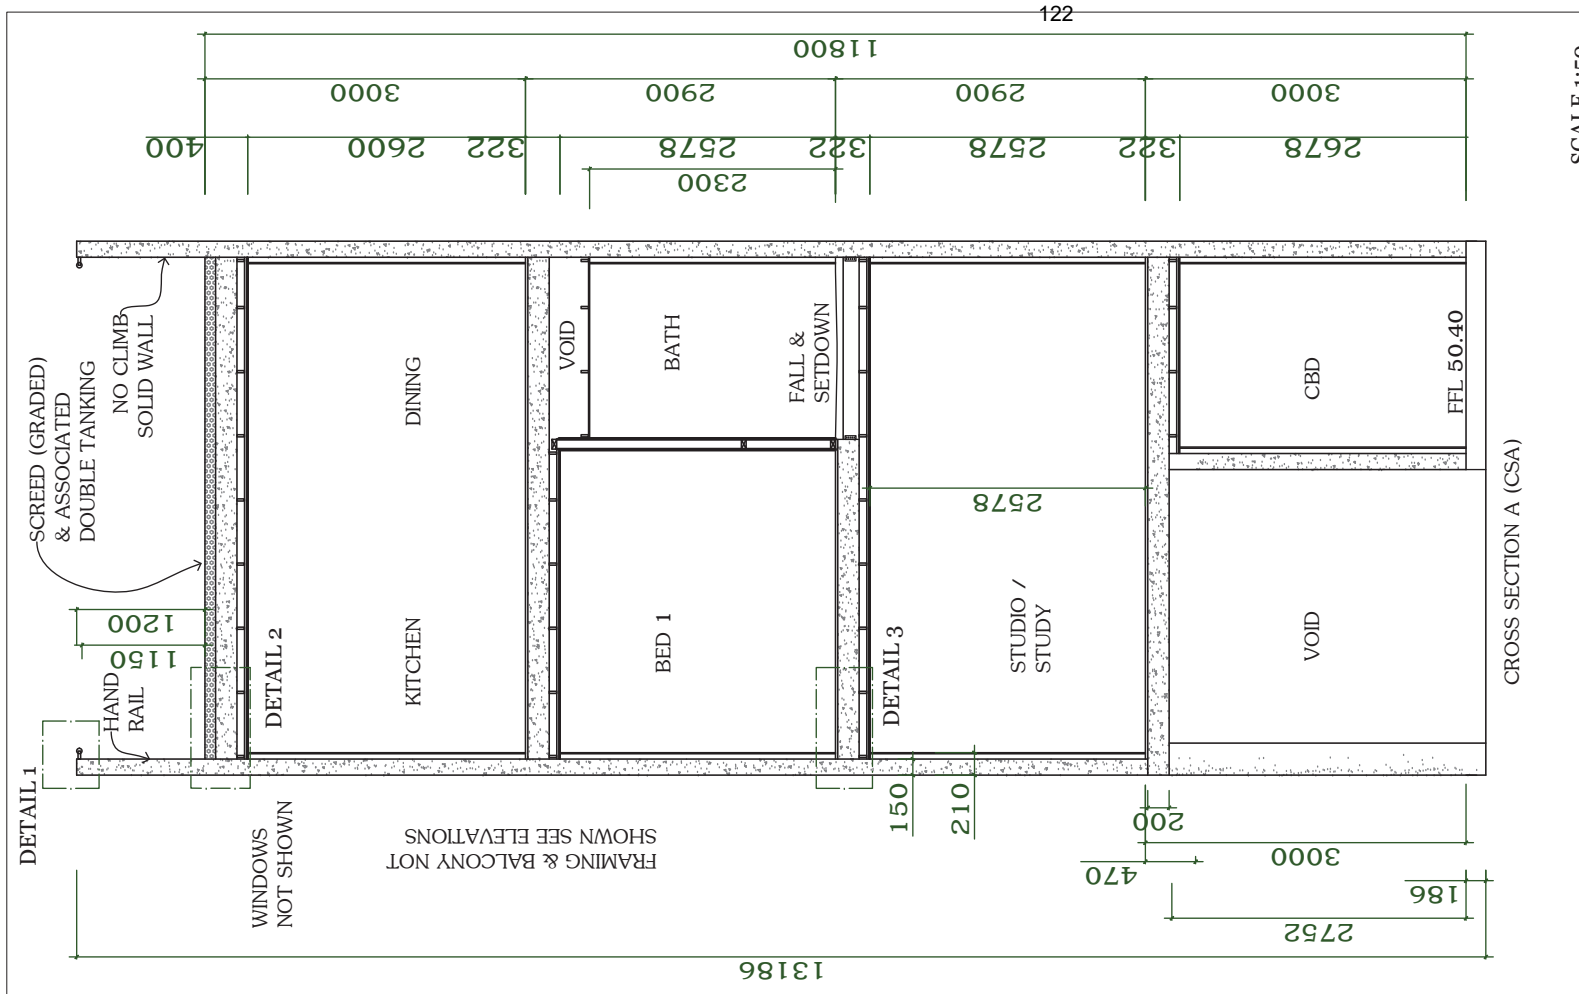 122
11800
3000
2900
2900
3000
400
2600
322
2578
322
2578
322
2678
2300
SCREED (GRADED)
& ASSOCIATED
DOUBLE TANKING
NO CLIMB
SOLID WALL
1200
1150
HAND
RAIL
DETAIL 1
DETAIL 2
KITCHEN
DINING
VOID
BATH
FALL &
SETDOWN
BED 1
DETAIL 3
2578
STUDIO /
STUDY
CBD
FFL 50.40
VOID
CROSS SECTION A (CSA)
WINDOWS
NOT SHOWN
FRAMING & BALCONY NOT
SHOWN SEE ELEVATIONS
150
210
200
3000
470
186
2752
13186